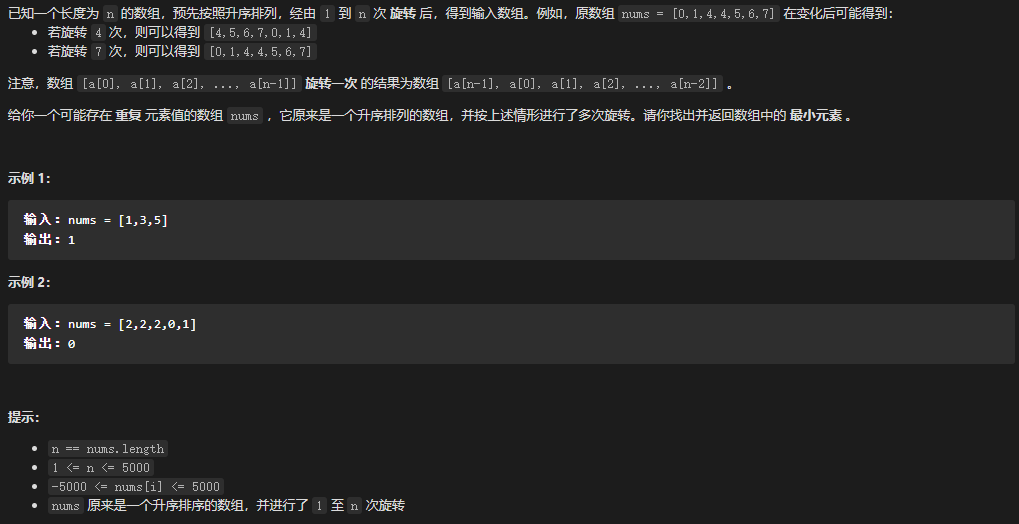 已知一个长度为 n 的数组，预先按照升序排列，经由 1 到 n 次 旋转 后，得到输入数组。例如，原数组 nums = [0,1,4,4,5,6,7] 在变化后可能得到：
• 若旋转 4 次，则可以得到 [4,5,6,7,0,1,4]
• 若旋转 7 次，则可以得到 [0,1,4,4,5,6,7]
注意，数组 [a[0], a[1], a[2], ..., a[n-1]] 旋转一次 的结果为数组 [a[n-1], a[0], a[1], a[2], ..., a[n-2]] 。
给你一个可能存在 重复 元素值的数组 nums ，它原来是一个升序排列的数组，并按上述情形进行了多次旋转。请你找出并返回数组中的 最小元素 。
示例 1：
输入：nums = [1,3,5]
输出：1
示例 2：
输入：nums = [2,2,2,0,1]
输出：0
提示：
• n == nums.length
• 1 <= n <= 5000
• -5000 <= nums[i] <= 5000
• nums 原来是一个升序排序的数组，并进行了 1 至 n 次旋转